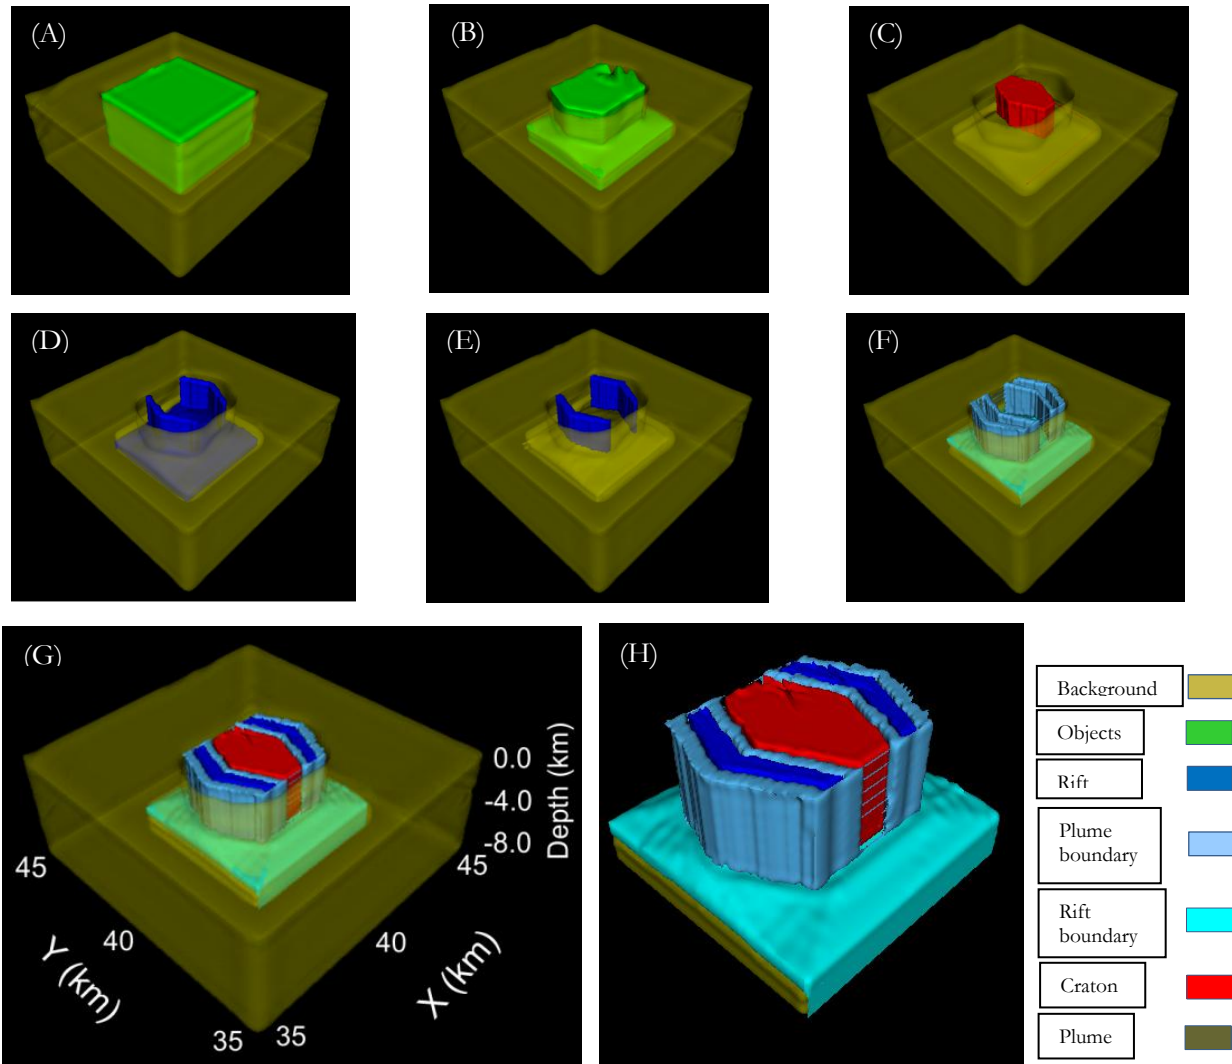 (A)
(B)
(C)
(D)
(E)
(F)
(G)
(H)
0.0
-4.0
-8.0
Depth (km)
45
45
40
40
Y (km)
X (km)
35
35
Background
Objects
Rift
Plume
boundary
Rift
boundary
Craton
Plume